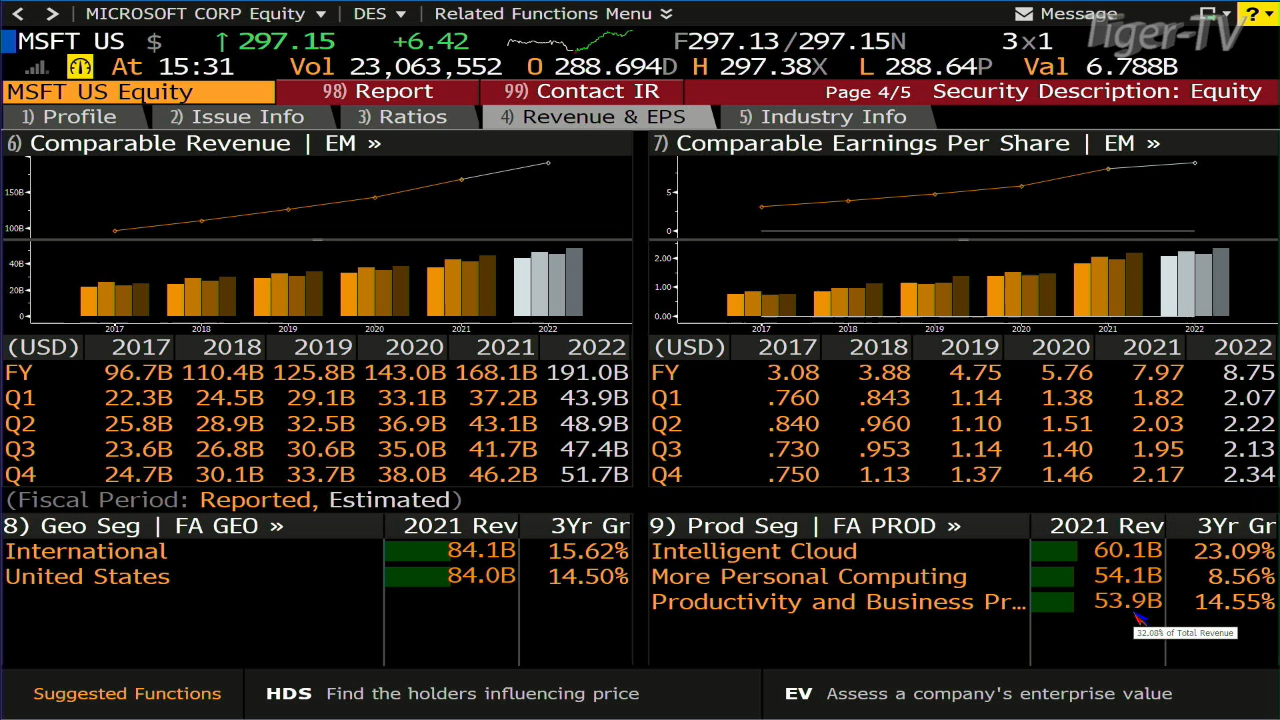 MICROSOFT CORP Equity DES Related Functions Menu Message ?
Tiger-TV
MSFT US $ ↑ 297.15 +6.42 F297.13/297.15N 3x1
At 15:31 Vol 23,063,552 O 288.694D H 297.38X L 288.64P Val 6.788B
MSFT US Equity 98) Report 99) Contact IR Page 4/5 Security Description: Equity
1) Profile 2) Issue Info 3) Ratios 4) Revenue & EPS 5) Industry Info
6) Comparable Revenue | EM »
150B
100B
40B
20B
0
2017 2018 2019 2020 2021 2022
(USD) 2017 2018 2019 2020 2021 2022
FY 96.7B 110.4B 125.8B 143.0B 168.1B 191.0B
Q1 22.3B 24.5B 29.1B 33.1B 37.2B 43.9B
Q2 25.8B 28.9B 32.5B 36.9B 43.1B 48.9B
Q3 23.6B 26.8B 30.6B 35.0B 41.7B 47.4B
Q4 24.7B 30.1B 33.7B 38.0B 46.2B 51.7B
7) Comparable Earnings Per Share | EM »
5
0
2.00
1.00
0.00
2017 2018 2019 2020 2021 2022
(USD) 2017 2018 2019 2020 2021 2022
FY 3.08 3.88 4.75 5.76 7.97 8.75
Q1 .760 .843 1.14 1.38 1.82 2.07
Q2 .840 .960 1.10 1.51 2.03 2.22
Q3 .730 .953 1.14 1.40 1.95 2.13
Q4 .750 1.13 1.37 1.46 2.17 2.34
(Fiscal Period: Reported, Estimated)
8) Geo Seg | FA GEO » 2021 Rev 3Yr Gr
International 84.1B 15.62%
United States 84.0B 14.50%
9) Prod Seg | FA PROD » 2021 Rev 3Yr Gr
Intelligent Cloud 60.1B 23.09%
More Personal Computing 54.1B 8.56%
Productivity and Business Pr... 53.9B 14.55%
32.08% of Total Revenue
Suggested Functions HDS Find the holders influencing price EV Assess a company's enterprise value